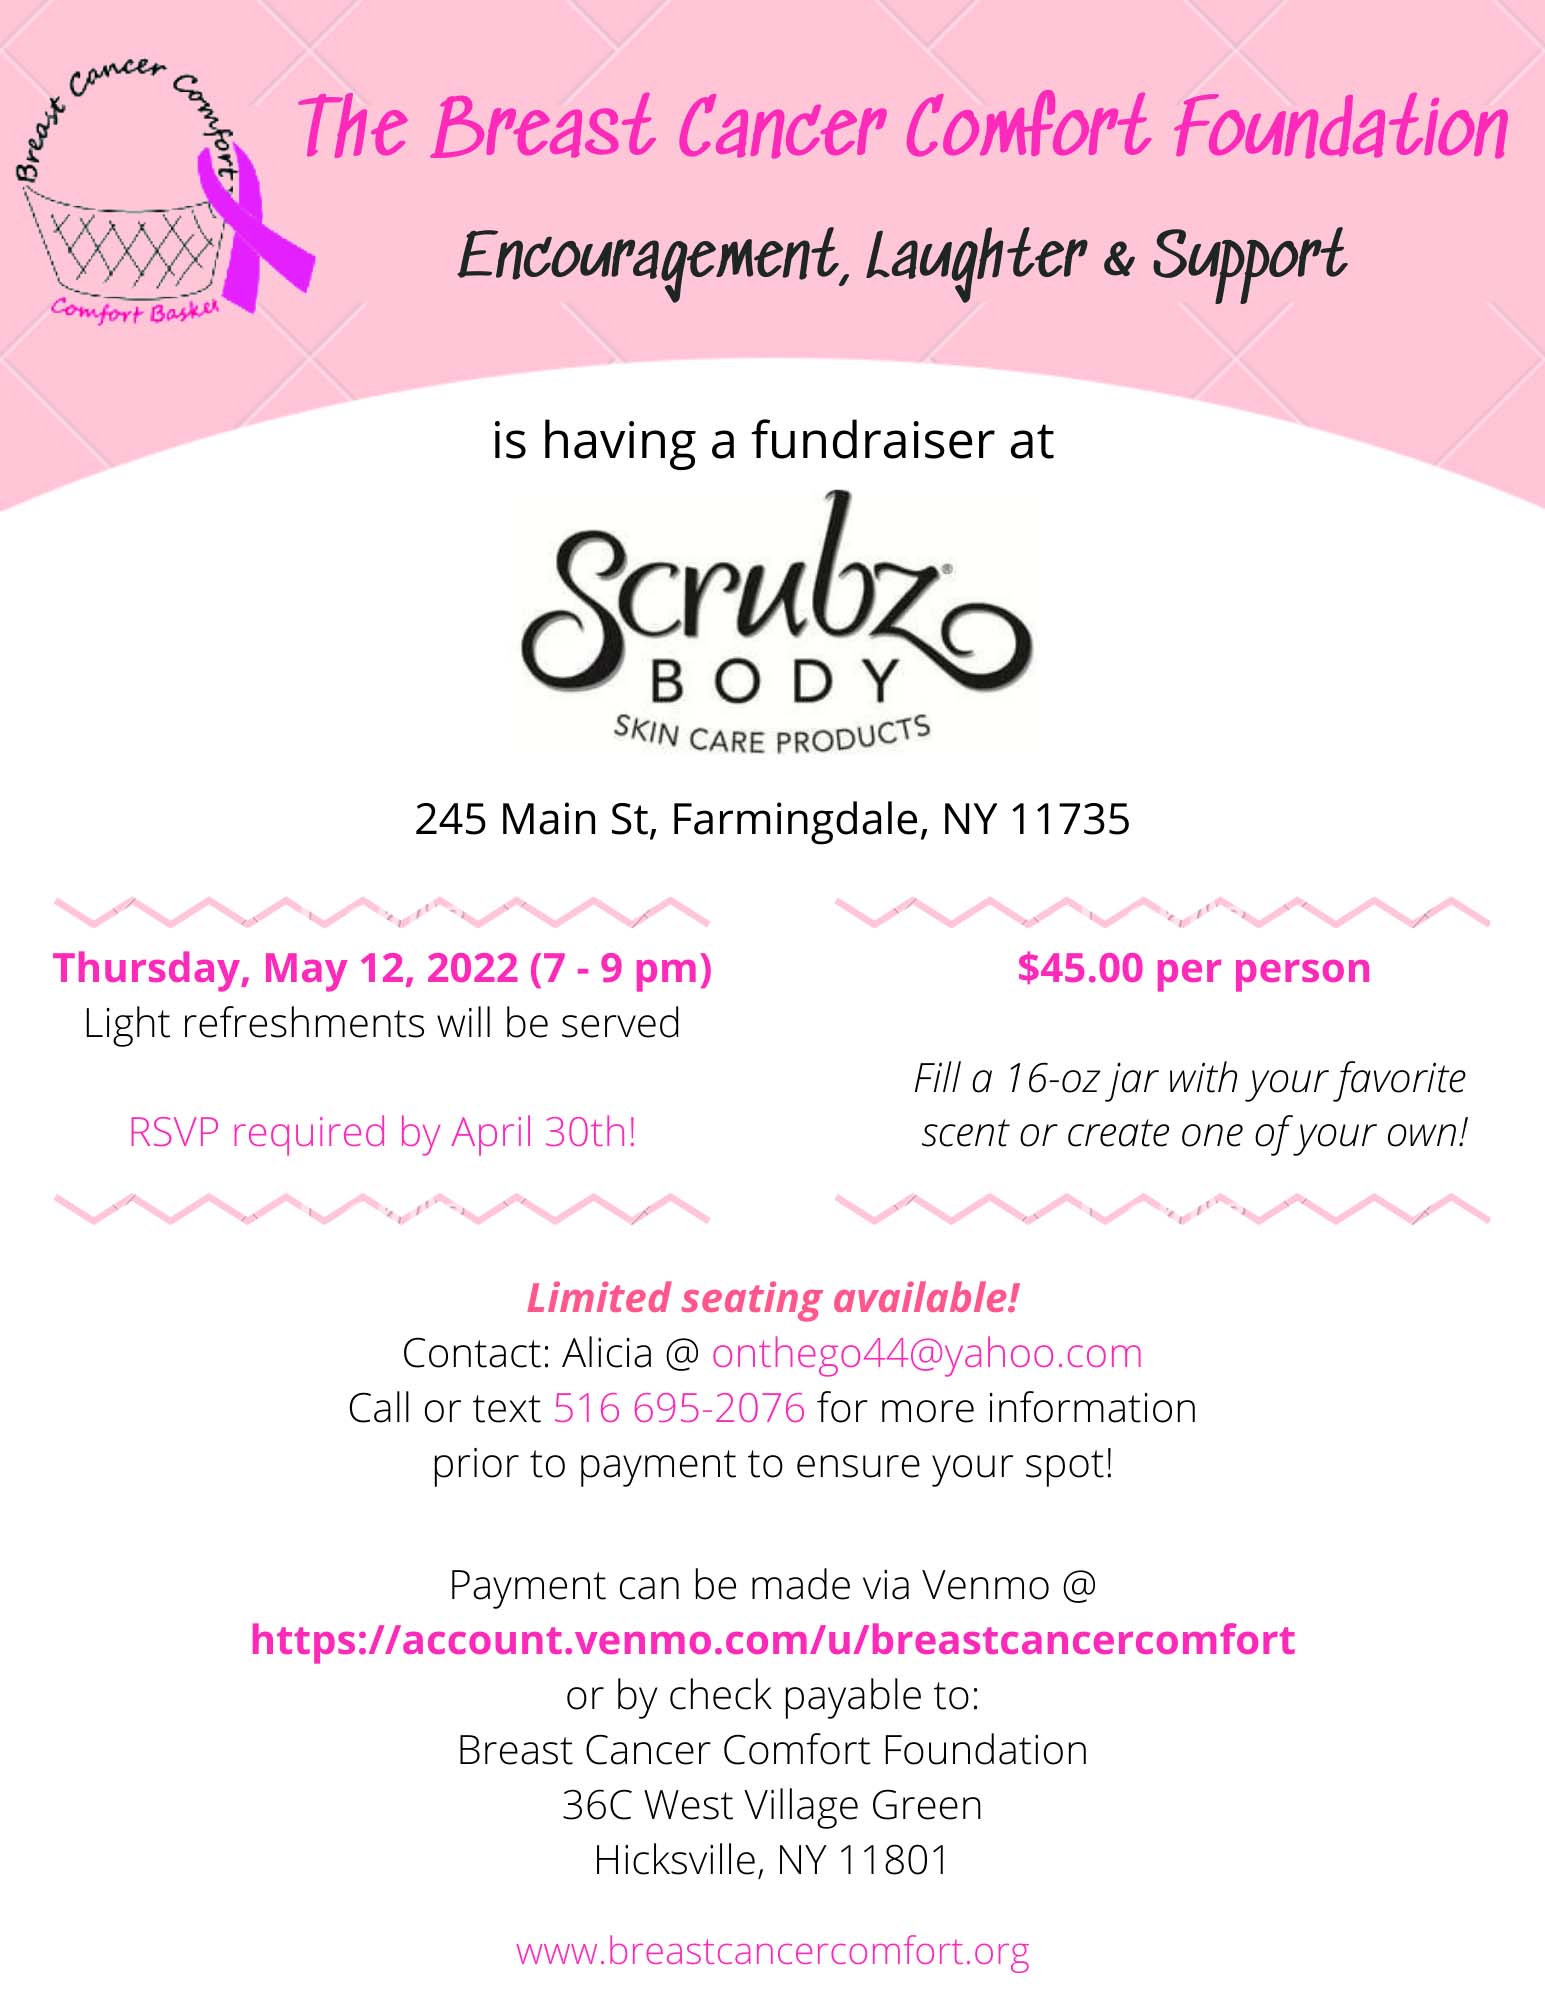 Breast Cancer Comfort
Comfort Basket
The Breast Cancer Comfort Foundation
Encouragement, Laughter & Support
is having a fundraiser at
Scrubz®
BODY
SKIN CARE PRODUCTS
245 Main St, Farmingdale, NY 11735
Thursday, May 12, 2022 (7 - 9 pm)
Light refreshments will be served
RSVP required by April 30th!
$45.00 per person
Fill a 16-oz jar with your favorite
scent or create one of your own!
Limited seating available!
Contact: Alicia @ onthego44@yahoo.com
Call or text 516 695-2076 for more information
prior to payment to ensure your spot!
Payment can be made via Venmo @
https://account.venmo.com/u/breastcancercomfort
or by check payable to:
Breast Cancer Comfort Foundation
36C West Village Green
Hicksville, NY 11801
www.breastcancercomfort.org